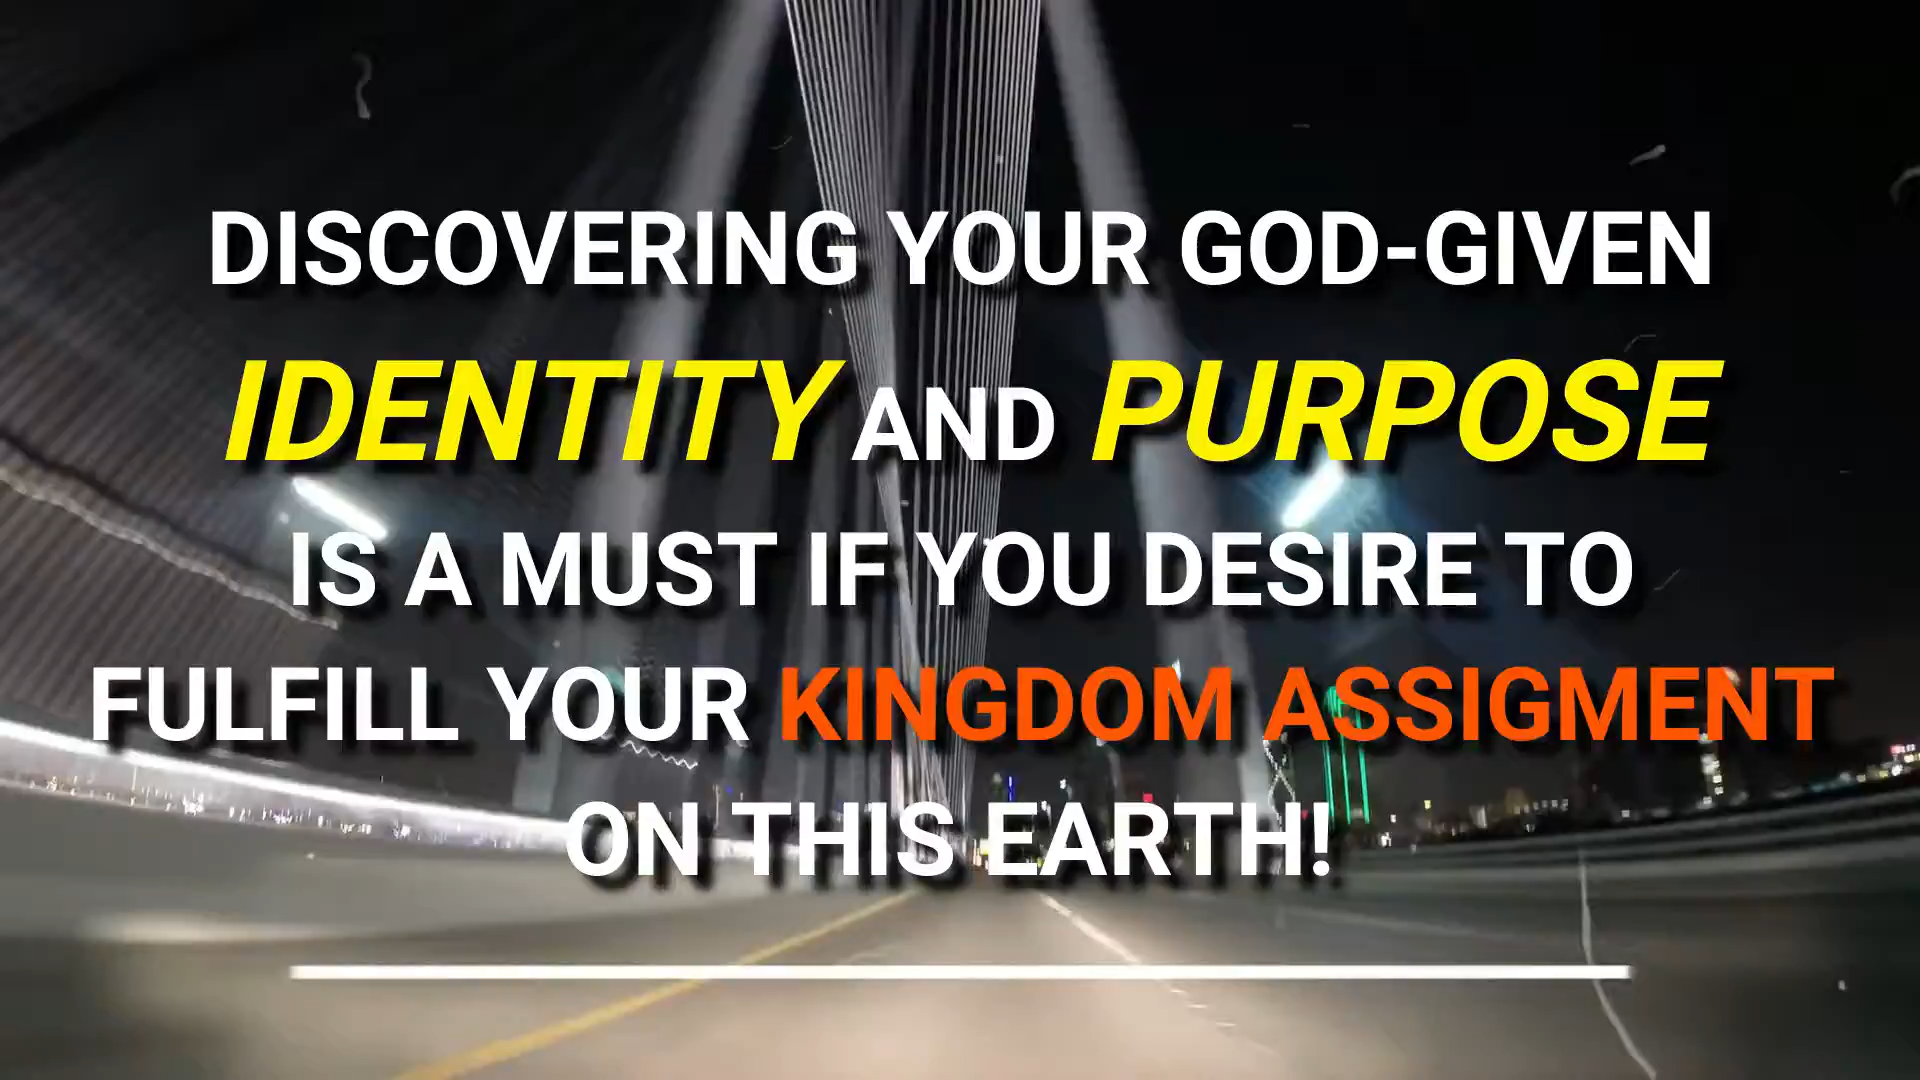 DISCOVERING YOUR GOD-GIVEN
IDENTITY AND PURPOSE
IS A MUST IF YOU DESIRE TO
FULFILL YOUR KINGDOM ASSIGMENT
ON THIS EARTH!